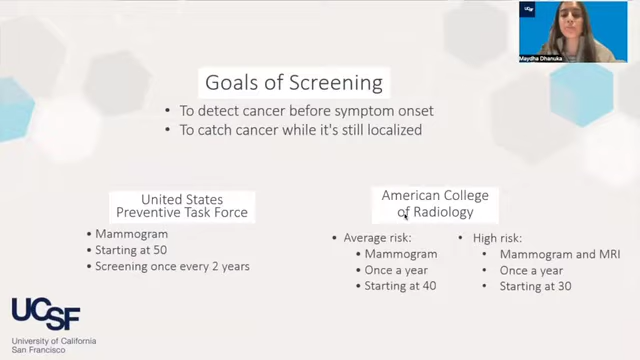 UCSF
Maydha Dhanuka
Goals of Screening
• To detect cancer before symptom onset
• To catch cancer while it's still localized
United States
Preventive Task Force
• Mammogram
• Starting at 50
• Screening once every 2 years
American College
of Radiology
• Average risk:
• Mammogram
• Once a year
• Starting at 40
• High risk:
• Mammogram and MRI
• Once a year
• Starting at 30
UCSF
University of California
San Francisco